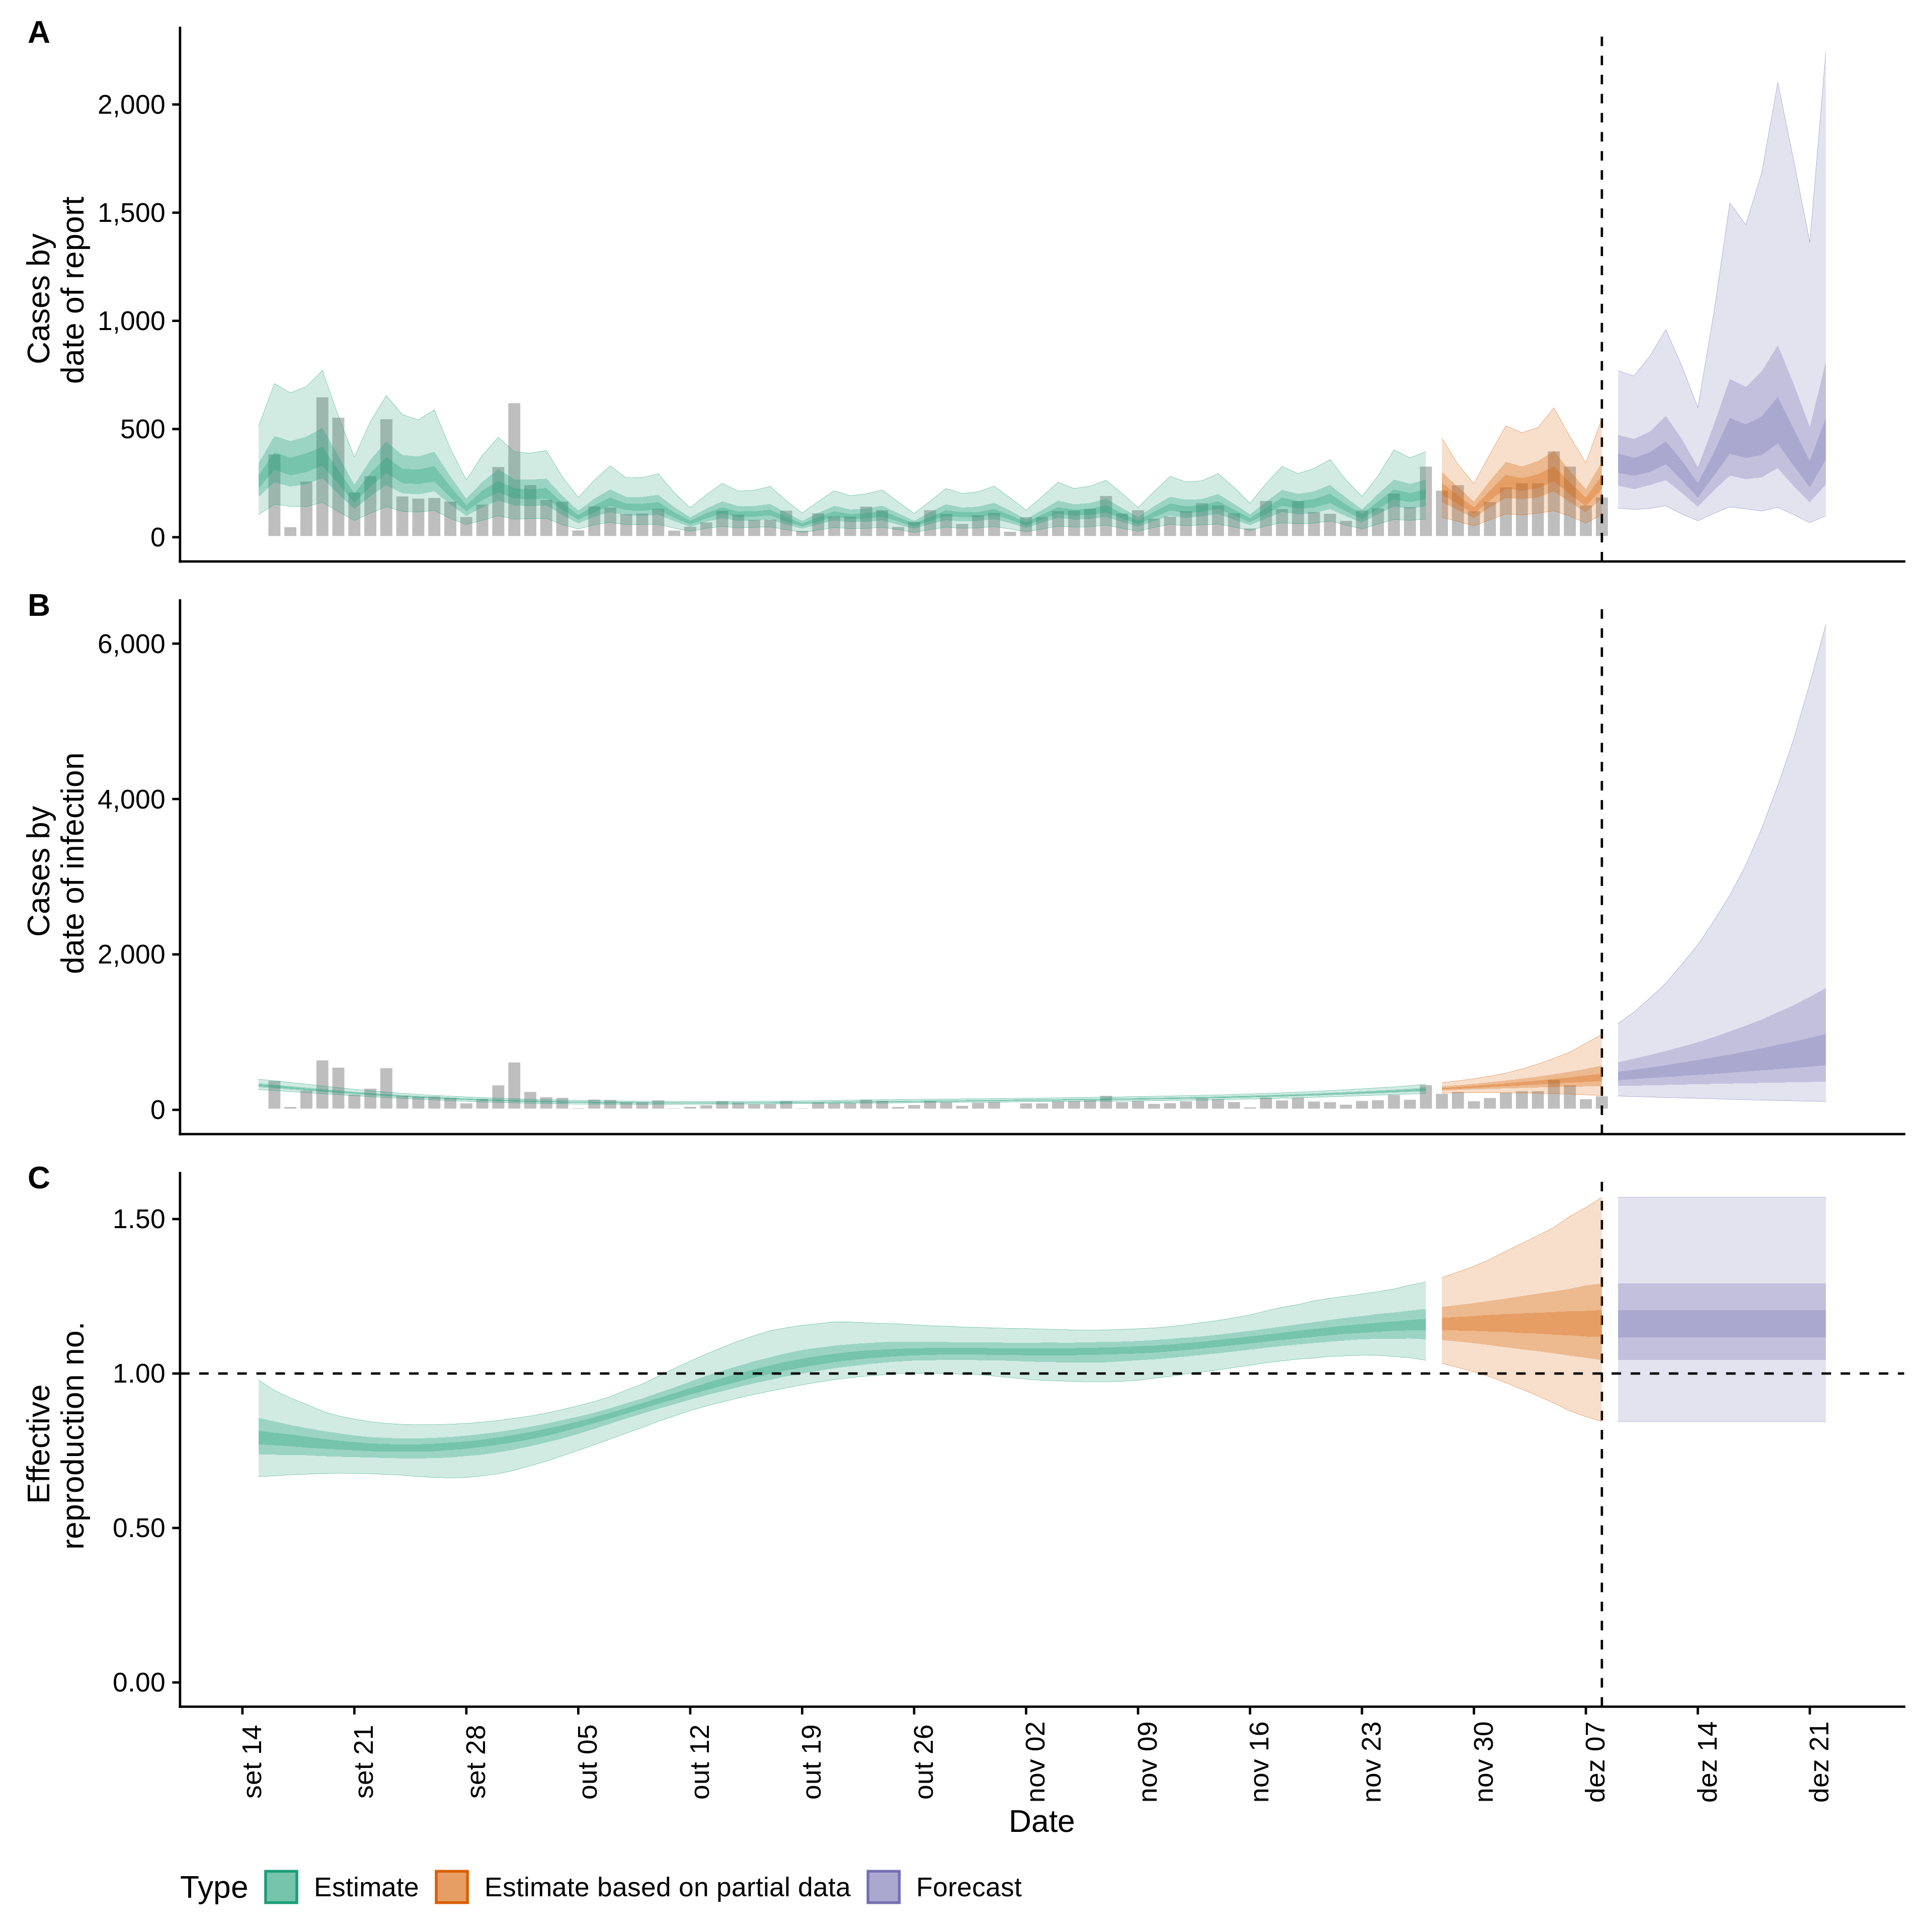 A
Cases by
date of report
2,000
1,500
1,000
500
0
B
Cases by
date of infection
6,000
4,000
2,000
0
C
Effective
reproduction no.
1.50
1.00
0.50
0.00
set 14
set 21
set 28
out 05
out 12
out 19
out 26
nov 02
nov 09
nov 16
nov 23
nov 30
dez 07
dez 14
dez 21
Date
Type Estimate Estimate based on partial data Forecast